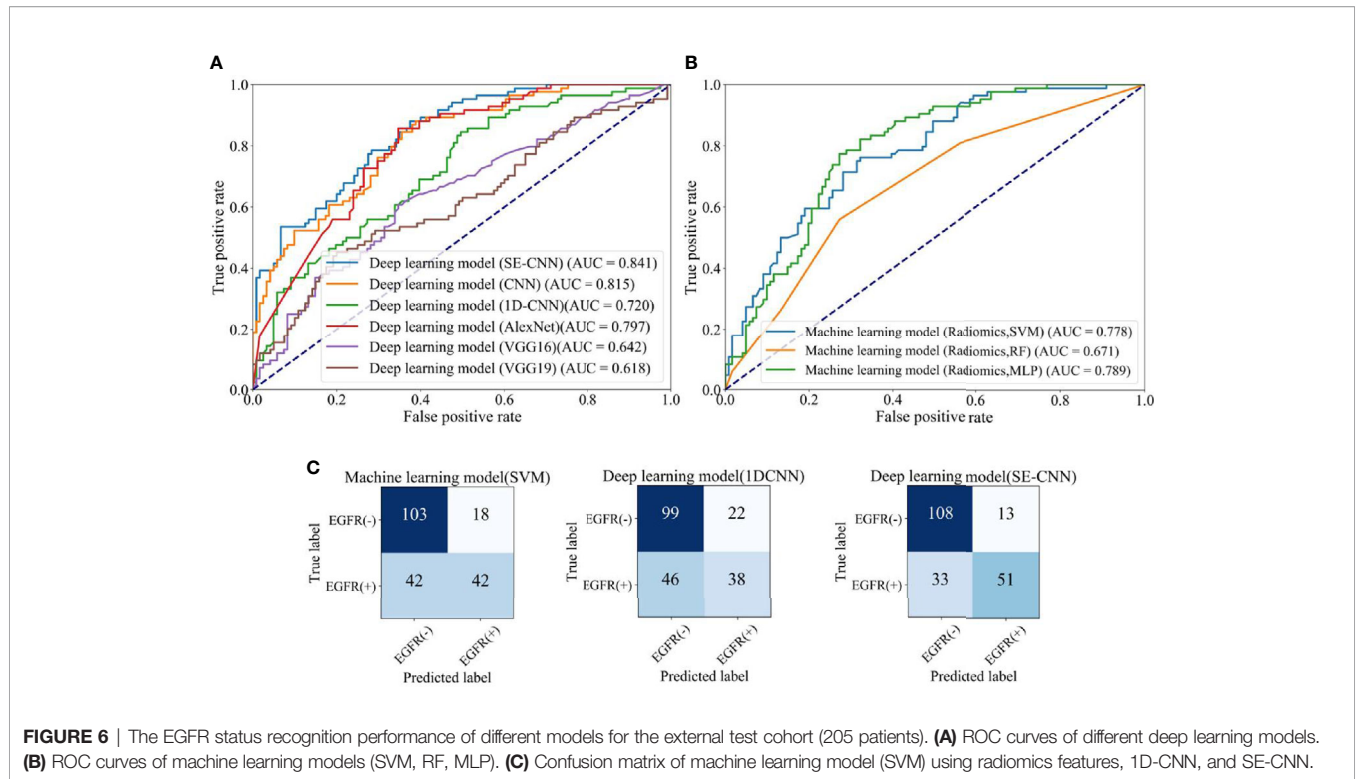 A
B
True positive rate
1.0
0.8
0.6
0.4
0.2
0.0
0.0
0.2
0.4
0.6
0.8
1.0
False positive rate
Deep learning model (SE-CNN) (AUC = 0.841)
Deep learning model (CNN) (AUC = 0.815)
Deep learning model (1D-CNN)(AUC = 0.720)
Deep learning model (AlexNet)(AUC = 0.797)
Deep learning model (VGG16)(AUC = 0.642)
Deep learning model (VGG19) (AUC = 0.618)
True positive rate
1.0
0.8
0.6
0.4
0.2
0.0
0.0
0.2
0.4
0.6
0.8
1.0
False positive rate
Machine learning model (Radiomics,SVM) (AUC = 0.778)
Machine learning model (Radiomics,RF) (AUC = 0.671)
Machine learning model (Radiomics,MLP) (AUC = 0.789)
C
Machine learning model(SVM)
True label
EGFR(-)
103
18
EGFR(+)
42
42
EGFR(-)
EGFR(+)
Predicted label
Deep learning model(1DCNN)
True label
EGFR(-)
99
22
EGFR(+)
46
38
EGFR(-)
EGFR(+)
Predicted label
Deep learning model(SE-CNN)
True label
EGFR(-)
108
13
EGFR(+)
33
51
EGFR(-)
EGFR(+)
Predicted label
FIGURE 6 | The EGFR status recognition performance of different models for the external test cohort (205 patients). (A) ROC curves of different deep learning models.
(B) ROC curves of machine learning models (SVM, RF, MLP). (C) Confusion matrix of machine learning model (SVM) using radiomics features, 1D-CNN, and SE-CNN.